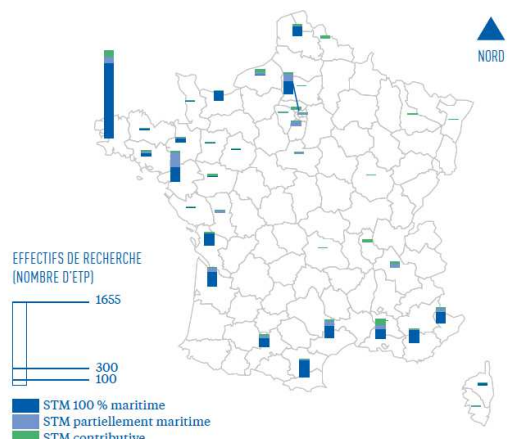 NORD
EFFECTIFS DE RECHERCHE
(NOMBRE D'ETP)
1655
300
100
STM 100 % maritime
STM partiellement maritime
STM contributive